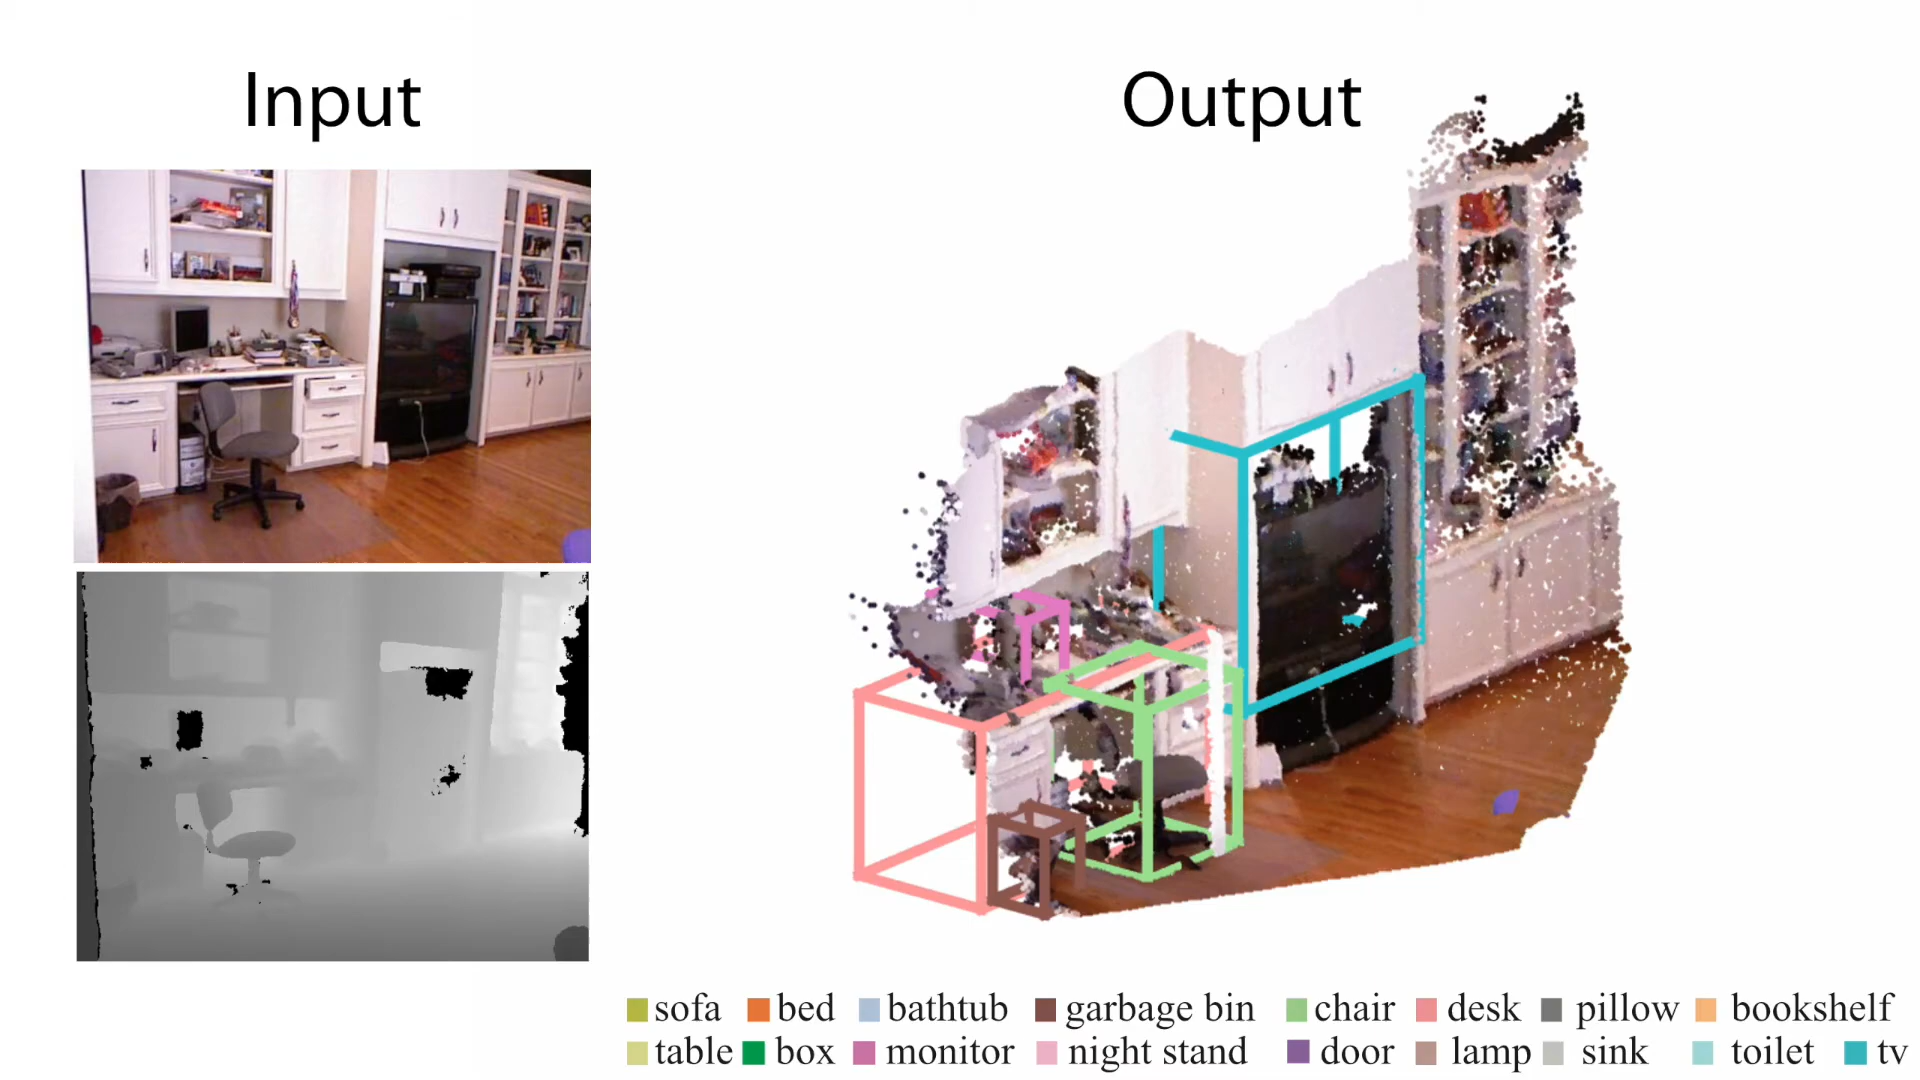 Input
Output
sofa bed bathtub garbage bin chair desk pillow bookshelf
table box monitor night stand door lamp sink toilet tv